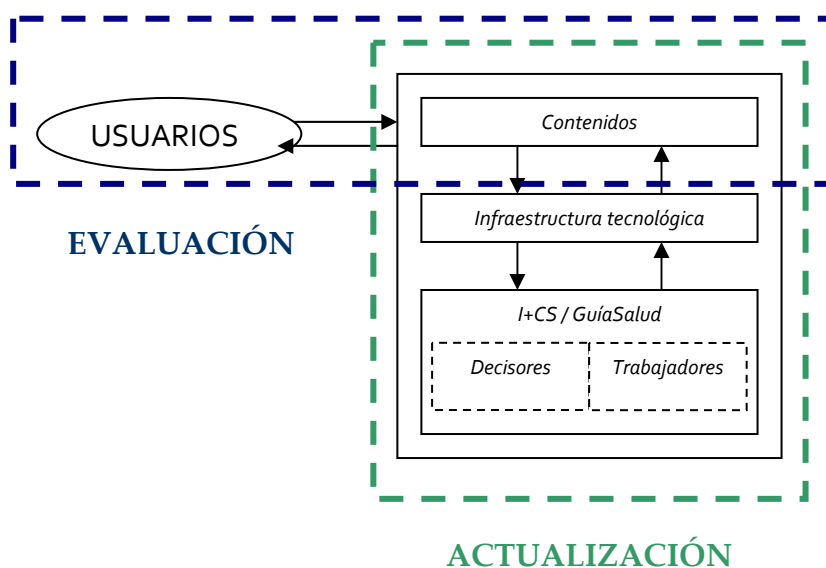 USUARIOS
Contenidos
Infraestructura tecnológica
EVALUACIÓN
I+CS / GuíaSalud
Decisores
Trabajadores
ACTUALIZACIÓN